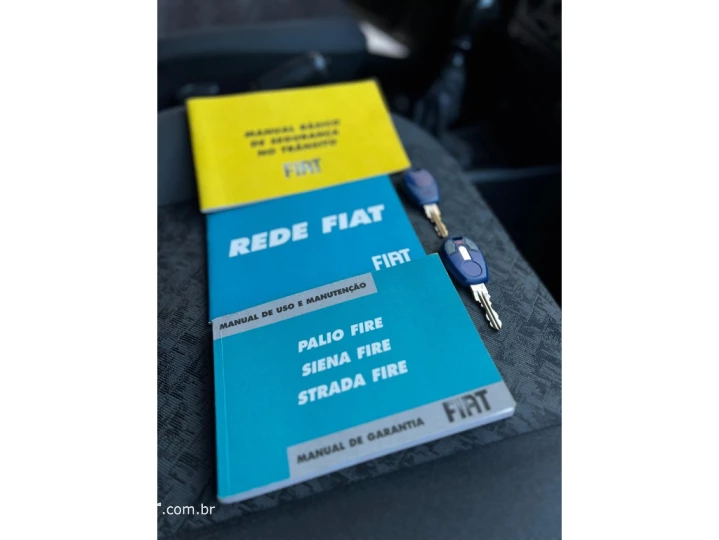 MANUAL BÁSICO
DE SEGURANÇA
NO TRÂNSITO
FIAT
REDE FIAT
FIAT
MANUAL DE USO E MANUTENÇÃO
PALIO FIRE
SIENA FIRE
STRADA FIRE
FIAT
MANUAL DE GARANTIA
r.com.br